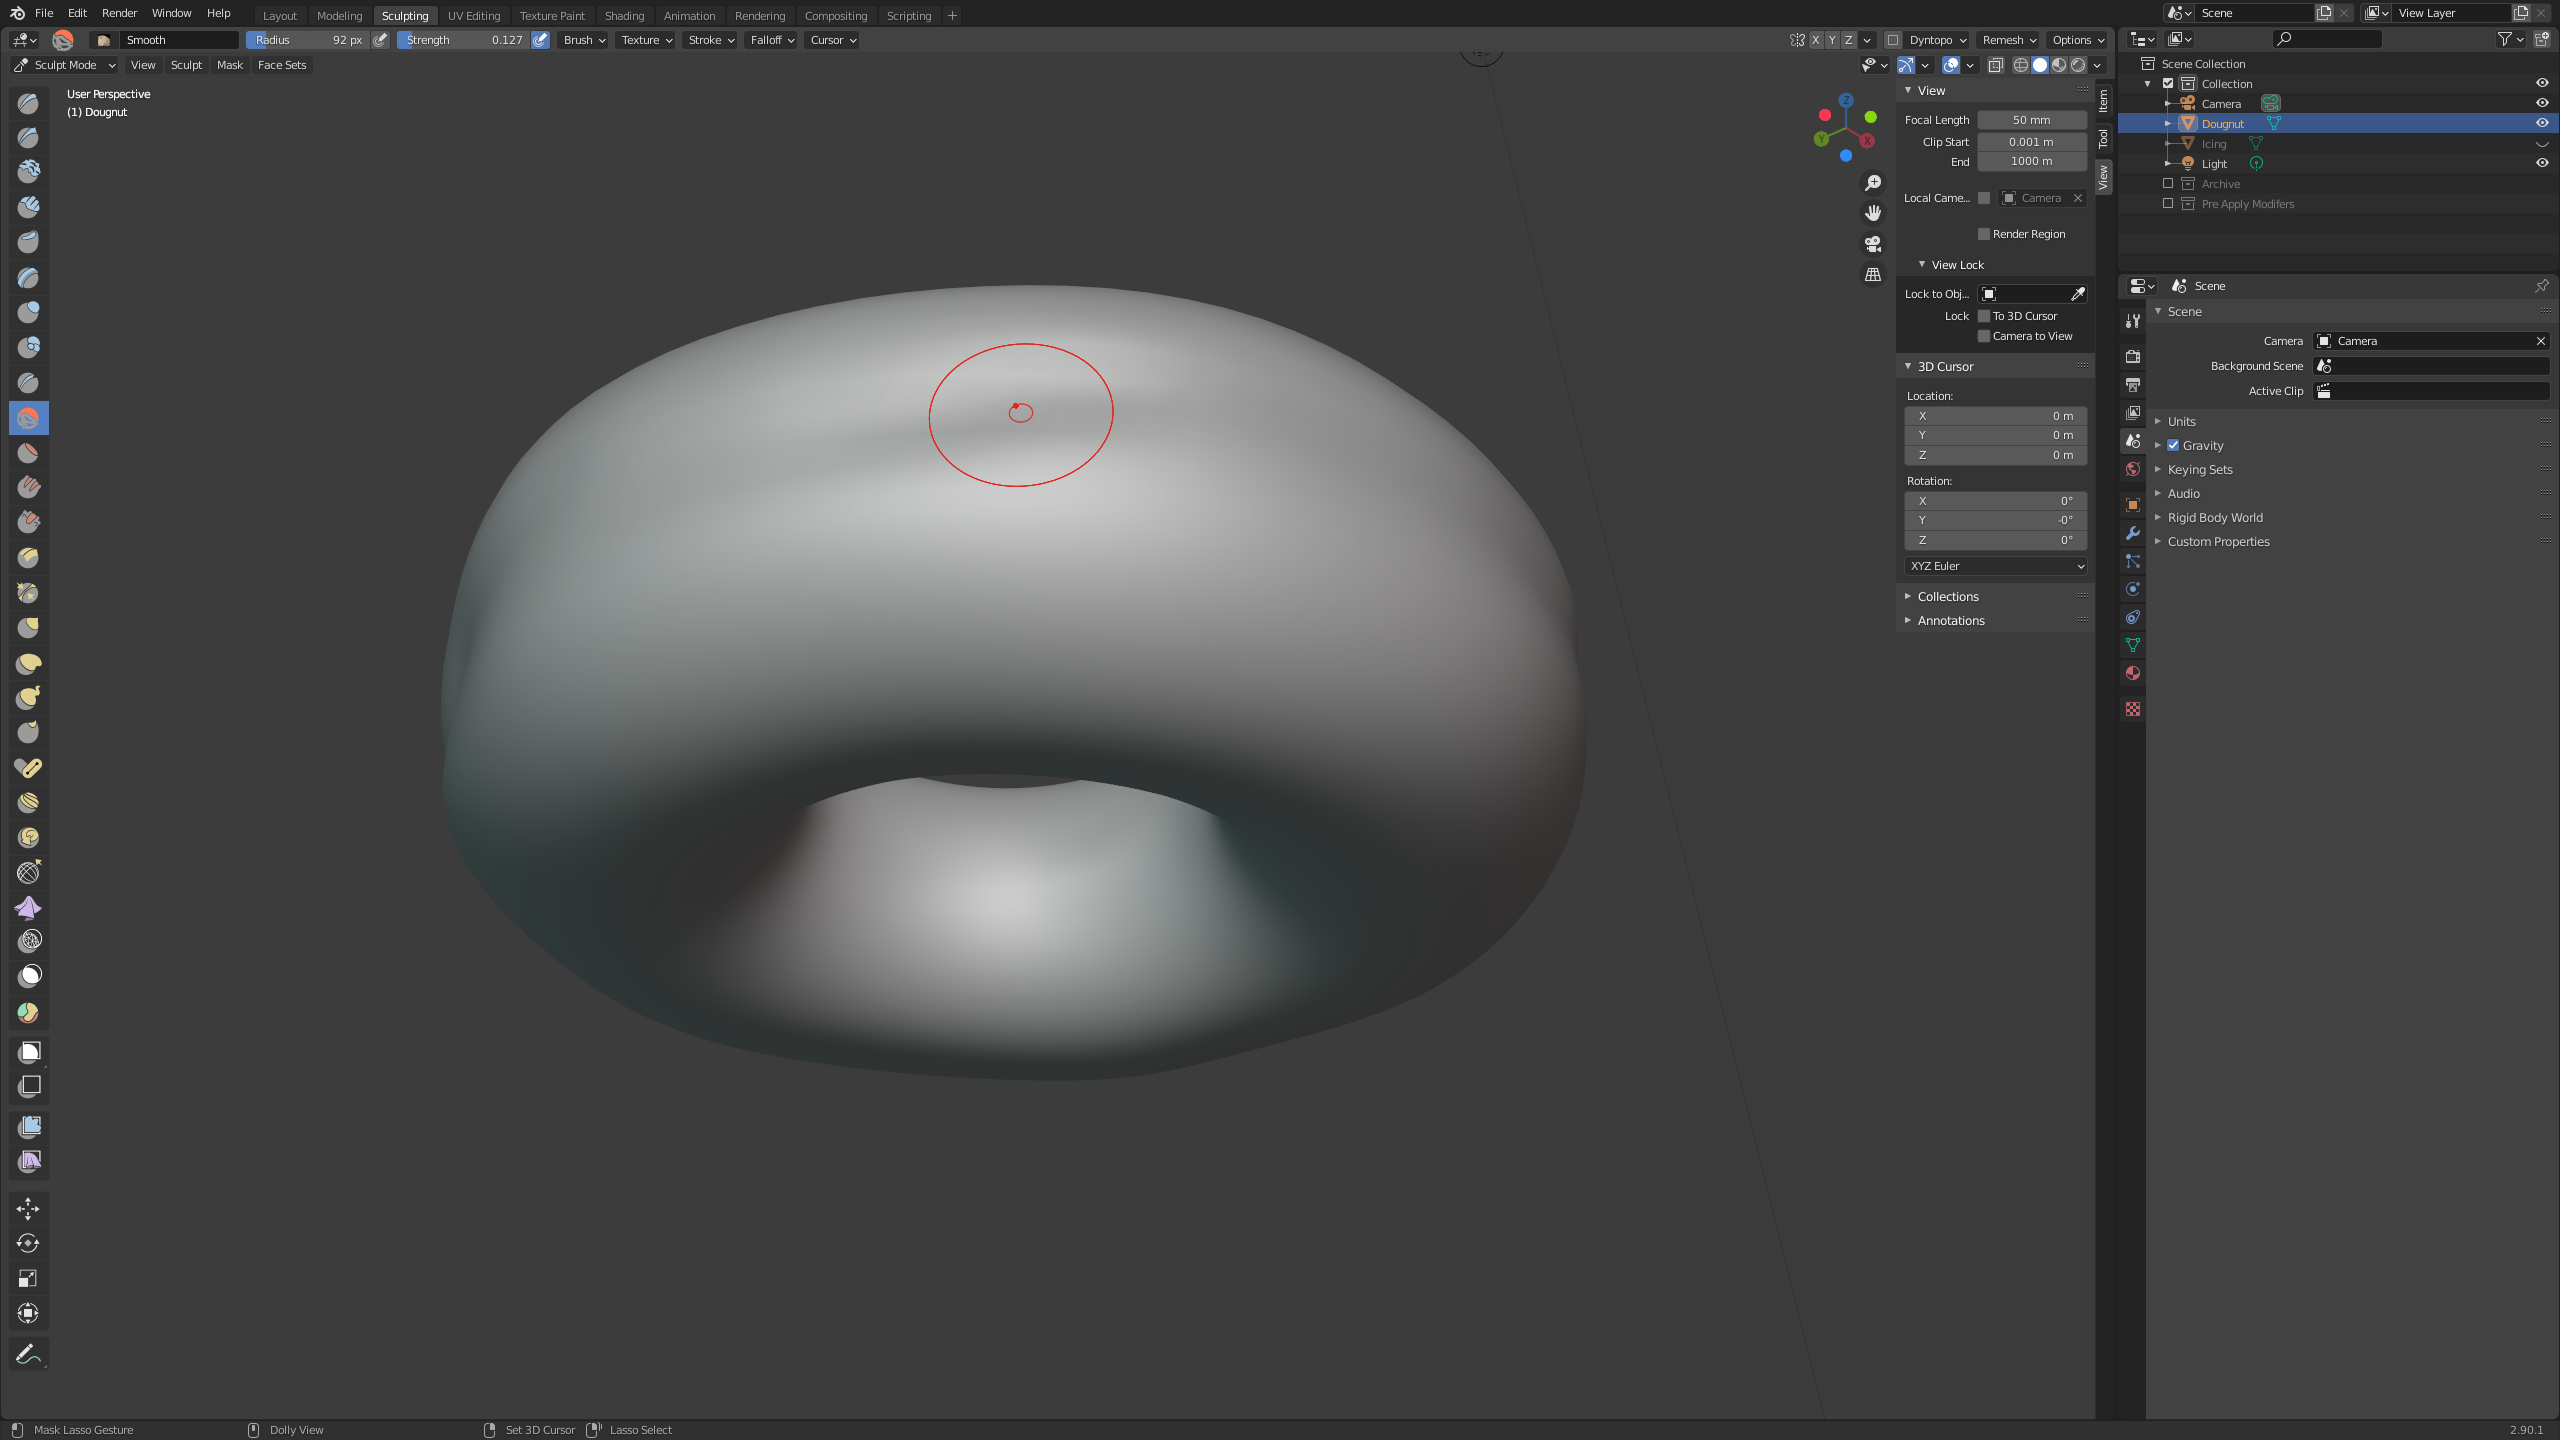 File Edit Render Window Help Layout Modeling Sculpting UV Editing Texture Paint Shading Animation Rendering Compositing Scripting + Scene View Layer
Smooth Radius 92 px Strength 0.127 Brush Texture Stroke Falloff Cursor X Y Z Dyntopo Remesh Options
Sculpt Mode View Sculpt Mask Face Sets
User Perspective
(1) Dougnut
Z
Y
X
View
Focal Length 50 mm
Clip Start 0.001 m
End 1000 m
Local Came... Camera
Render Region
View Lock
Lock to Obj...
Lock To 3D Cursor
Camera to View
3D Cursor
Location:
X 0 m
Y 0 m
Z 0 m
Rotation:
X 0°
Y -0°
Z 0°
XYZ Euler
Collections
Annotations
Item
Tool
View
Scene Collection
Collection
Camera
Dougnut
Icing
Light
Archive
Pre Apply Modifers
Scene
Scene
Camera Camera
Background Scene
Active Clip
Units
Gravity
Keying Sets
Audio
Rigid Body World
Custom Properties
Mask Lasso Gesture Dolly View Set 3D Cursor Lasso Select 2.90.1